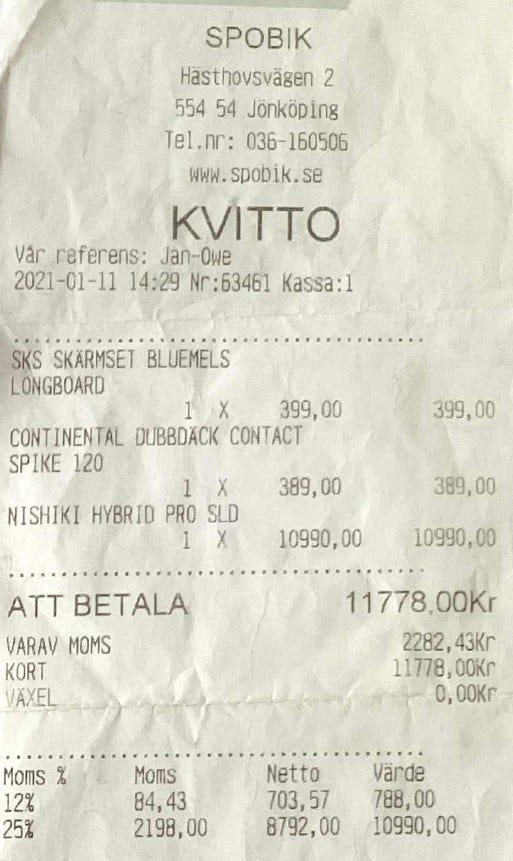 SPOBIK
Hästhovsvägen 2
554 54 Jönköping
Tel.nr: 036-160506
www.spobik.se
KVITTO
Vår referens: Jan-Owe
2021-01-11 14:29 Nr:63461 Kassa:1
SKS SKÄRMSET BLUEMELS
LONGBOARD
1 X 399,00 399,00
CONTINENTAL DUBBDÄCK CONTACT
SPIKE 120
1 X 389,00 389,00
NISHIKI HYBRID PRO SLD
1 X 10990,00 10990,00
ATT BETALA 11778,00Kr
VARAV MOMS 2282,43Kr
KORT 11778,00Kr
VÄXEL 0,00Kr
Moms % Moms Netto Värde
12% 84,43 703,57 788,00
25% 2198,00 8792,00 10990,00